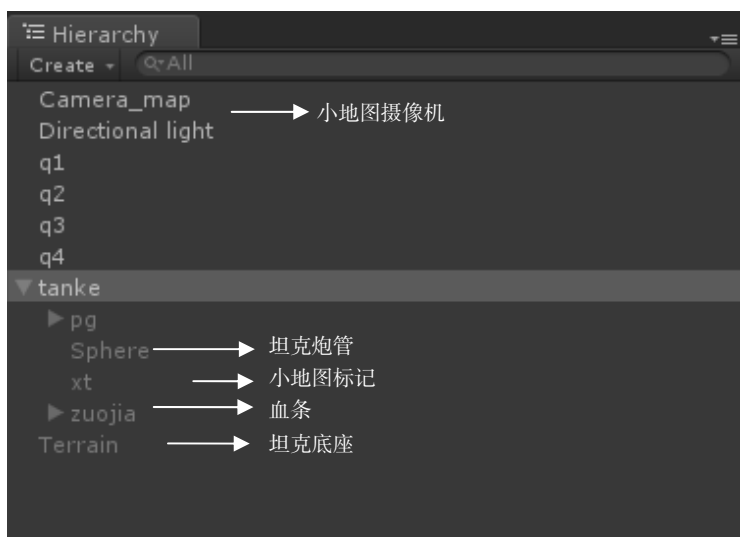 Hierarchy
Create All
Camera_map 小地图摄像机
Directional light
q1
q2
q3
q4
tanke
pg
Sphere 坦克炮管
xt 小地图标记
zuojia 血条
Terrain 坦克底座